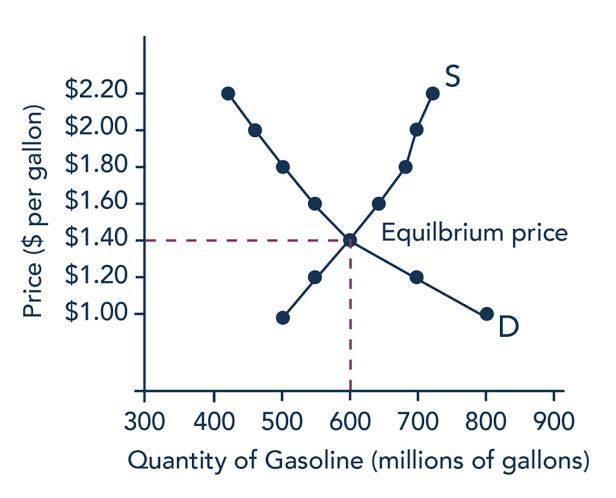 S
$2.20
$2.00
$1.80
$1.60
$1.40
$1.20
$1.00
Price ($ per gallon)
Equilbrium price
D
300 400 500 600 700 800 900
Quantity of Gasoline (millions of gallons)